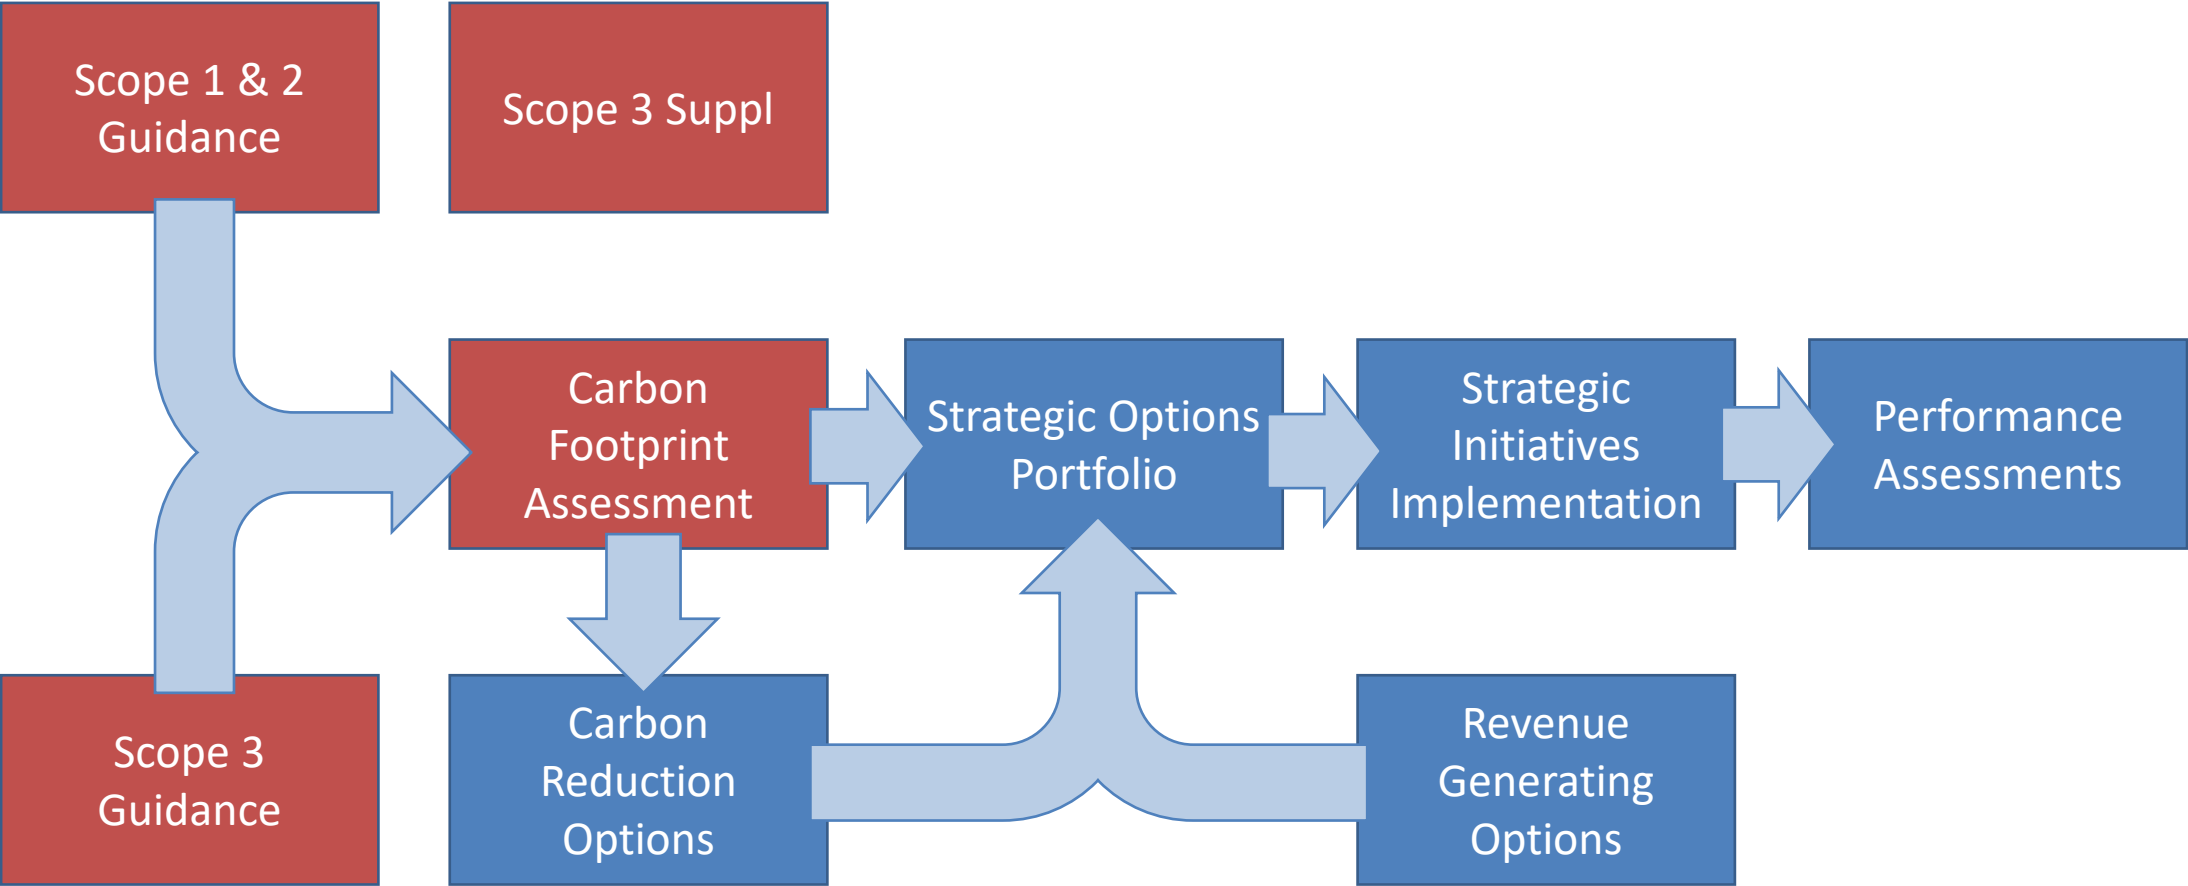 Scope 1 & 2
Guidance
Scope 3 Suppl
Carbon
Footprint
Assessment
Strategic Options
Portfolio
Strategic
Initiatives
Implementation
Performance
Assessments
Scope 3
Guidance
Carbon
Reduction
Options
Revenue
Generating
Options